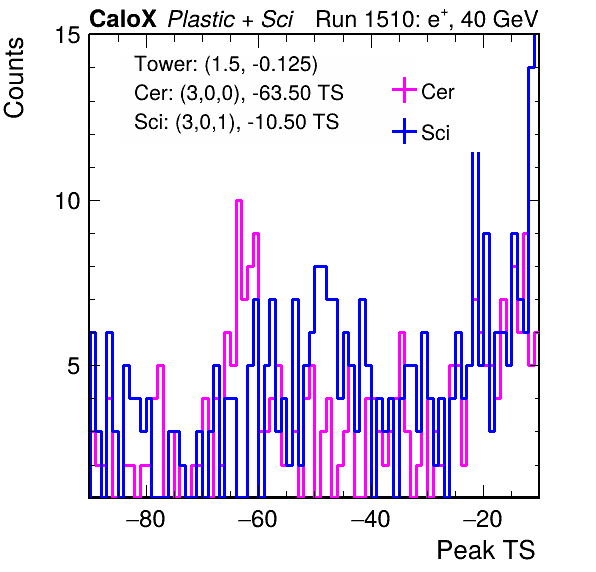 CaloX Plastic + Sci Run 1510: e⁺, 40 GeV
Counts
15
10
5
Tower: (1.5, -0.125)
Cer: (3,0,0), -63.50 TS
Sci: (3,0,1), -10.50 TS
Cer
Sci
−80 −60 −40 −20
Peak TS